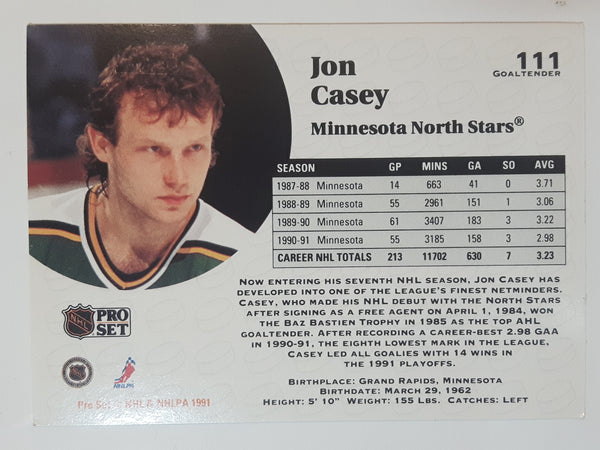 Jon
Casey
Minnesota North Stars®
111
GOALTENDER
SEASON GP MINS GA SO AVG
1987-88 Minnesota 14 663 41 0 3.71
1988-89 Minnesota 55 2961 151 1 3.06
1989-90 Minnesota 61 3407 183 3 3.22
1990-91 Minnesota 55 3185 158 3 2.98
CAREER NHL TOTALS 213 11702 630 7 3.23
NOW ENTERING HIS SEVENTH NHL SEASON, JON CASEY HAS
DEVELOPED INTO ONE OF THE LEAGUE'S FINEST NETMINDERS.
CASEY, WHO MADE HIS NHL DEBUT WITH THE NORTH STARS
AFTER SIGNING AS A FREE AGENT ON APRIL 1, 1984, WON
THE BAZ BASTIEN TROPHY IN 1985 AS THE TOP AHL
GOALTENDER. AFTER RECORDING A CAREER-BEST 2.98 GAA
IN 1990-91, THE EIGHTH LOWEST MARK IN THE LEAGUE,
CASEY LED ALL GOALIES WITH 14 WINS IN
THE 1991 PLAYOFFS.
BIRTHPLACE: GRAND RAPIDS, MINNESOTA
BIRTHDATE: MARCH 29, 1962
HEIGHT: 5' 10" WEIGHT: 155 LBS. CATCHES: LEFT
NHL
PRO
SET
NHLPA
Pro Set NHL & NHLPA 1991